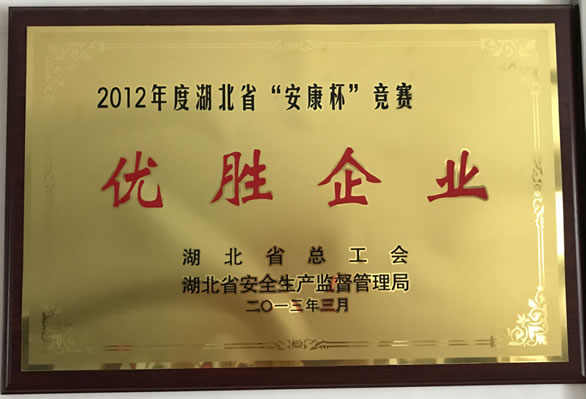 2012年度湖北省“安康杯”竞赛
优胜企业
湖北省总工会
湖北省安全生产监督管理局
二〇一三年三月